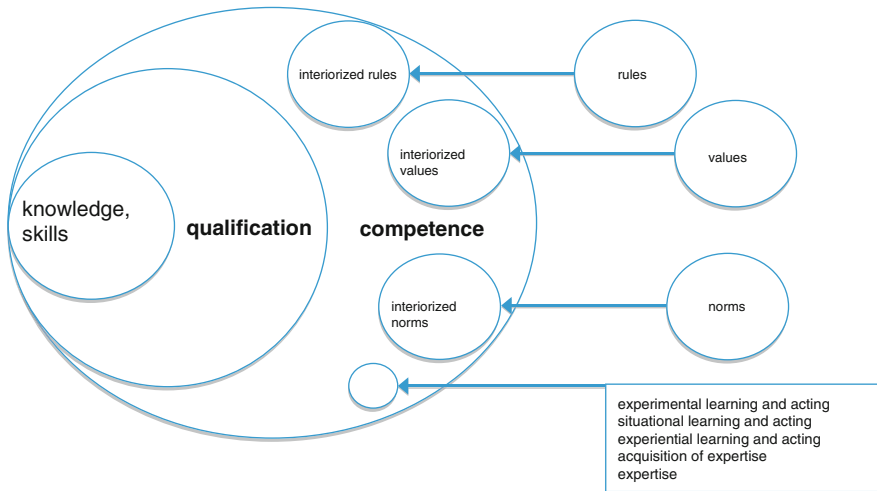 interiorized rules
rules
interiorized
values
values
knowledge,
skills
qualification
competence
interiorized
norms
norms
experimental learning and acting
situational learning and acting
experiential learning and acting
acquisition of expertise
expertise